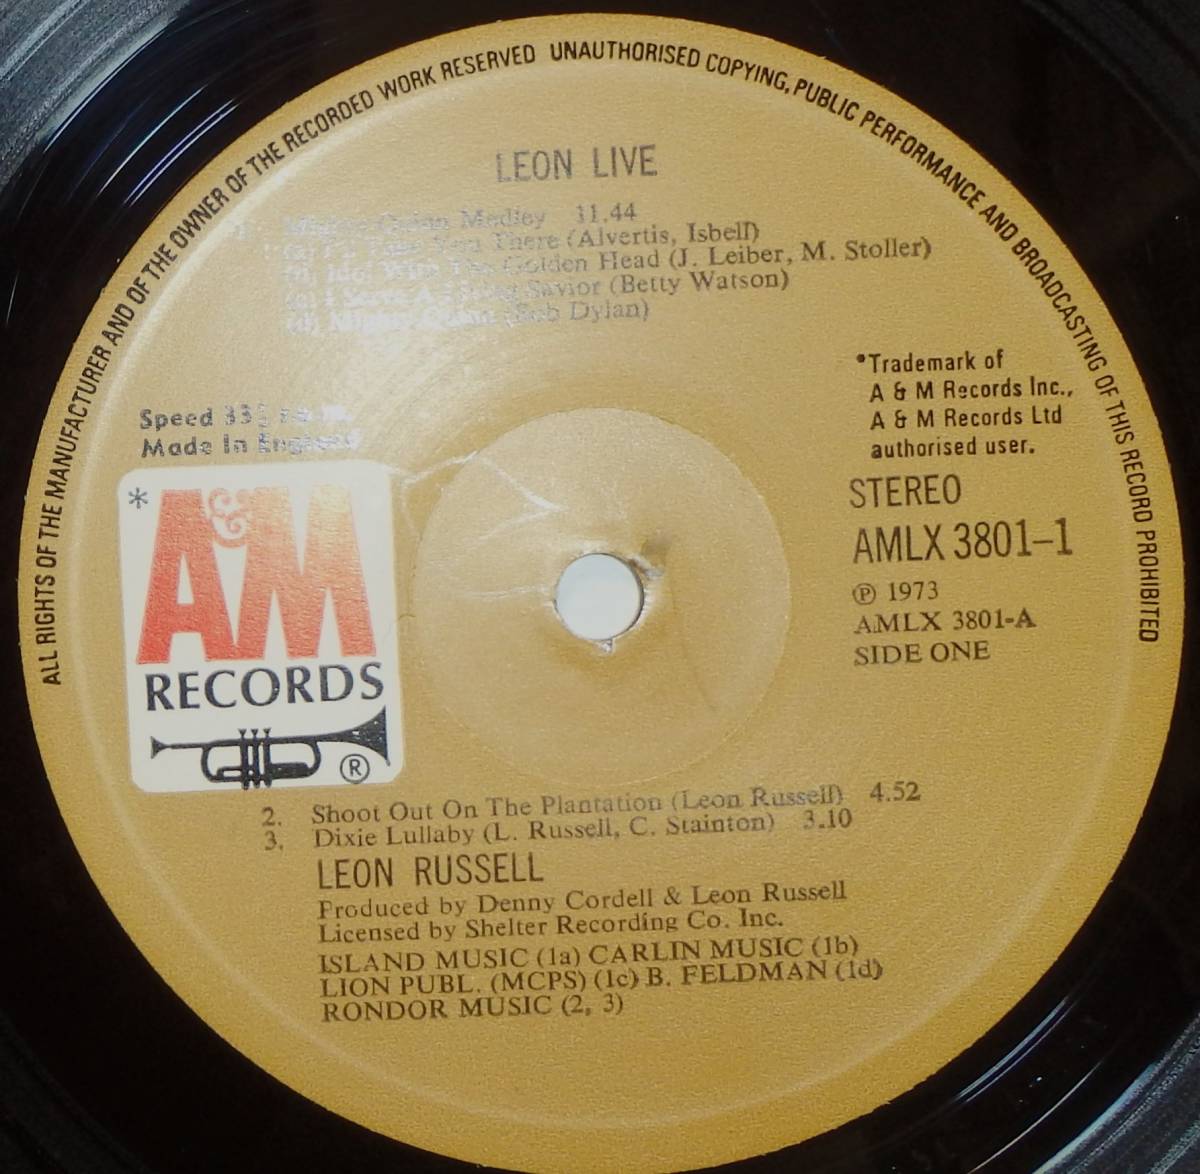 ALL RIGHTS OF THE MANUFACTURER AND OF THE OWNER OF THE RECORDED WORK RESERVED UNAUTHORISED COPYING, PUBLIC PERFORMANCE AND BROADCASTING OF THIS RECORD PROHIBITED
LEON LIVE
Medley 11.44
You There (Alvertis, Isbell)
With The Golden Head (J. Leiber, M. Stoller)
Savior (Betty Watson)
(d) (Bob Dylan)
Speed 33⅓
Made In England
*Trademark of
A & M Records Inc.,
A & M Records Ltd
authorised user.
STEREO
AMLX 3801-1
℗ 1973
AMLX 3801-A
SIDE ONE
* A&M
RECORDS
®
2. Shoot Out On The Plantation (Leon Russell) 4.52
3. Dixie Lullaby (L. Russell, C. Stainton) 3.10
LEON RUSSELL
Produced by Denny Cordell & Leon Russell
Licensed by Shelter Recording Co. Inc.
ISLAND MUSIC (1a) CARLIN MUSIC (1b)
LION PUBL. (MCPS) (1c) B. FELDMAN (1d)
RONDOR MUSIC (2, 3)